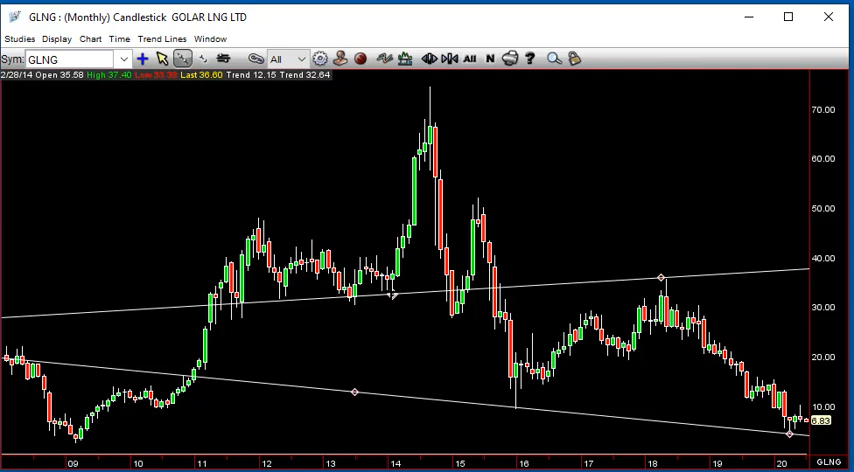 GLNG : (Monthly) Candlestick  GOLAR LNG LTD
Studies Display Chart Time Trend Lines Window
Sym: GLNG All All N ?
2/28/14 Open 35.58 High 37.40 Low 33.38 Last 36.60 Trend 12.15 Trend 32.64
70.00
60.00
50.00
40.00
30.00
20.00
10.00
6.83
09 10 11 12 13 14 15 16 17 18 19 20 GLNG